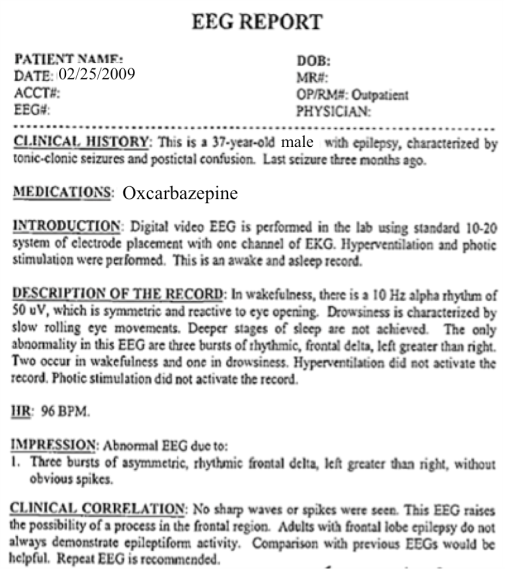 EEG REPORT
PATIENT NAME:
DOB:
DATE: 02/25/2009
MR#:
ACCT#:
OP/RM#: Outpatient
EEG#:
PHYSICIAN:
CLINICAL HISTORY: This is a 37-year-old male with epilepsy, characterized by
tonic-clonic seizures and postictal confusion. Last seizure three months ago.
MEDICATIONS: Oxcarbazepine
INTRODUCTION: Digital video EEG is performed in the lab using standard 10-20
system of electrode placement with one channel of EKG. Hyperventilation and photic
stimulation were performed. This is an awake and asleep record.
DESCRIPTION OF THE RECORD: In wakefulness, there is a 10 Hz alpha rhythm of
50 uV, which is symmetric and reactive to eye opening. Drowsiness is characterized by
slow rolling eye movements. Deeper stages of sleep are not achieved. The only
abnormality in this EEG are three bursts of rhythmic, frontal delta, left greater than right.
Two occur in wakefulness and one in drowsiness. Hyperventilation did not activate the
record. Photic stimulation did not activate the record.
HR: 96 BPM.
IMPRESSION: Abnormal EEG due to:
1. Three bursts of asymmetric, rhythmic frontal delta, left greater than right, without
obvious spikes.
CLINICAL CORRELATION: No sharp waves or spikes were seen. This EEG raises
the possibility of a process in the frontal region. Adults with frontal lobe epilepsy do not
always demonstrate epileptiform activity. Comparison with previous EEGs would be
helpful. Repeat EEG is recommended.